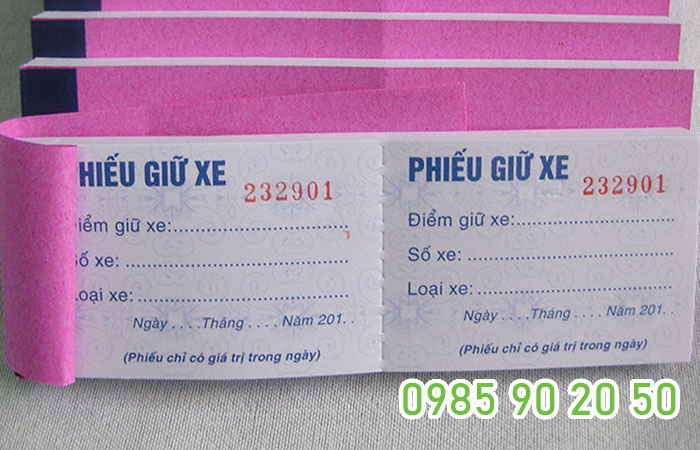 HIẾU GIỮ XE
232901
iểm giữ xe:................................
ố xe: ................................
oại xe:................................
Ngày ....Tháng .... Năm 201. .
(Phiếu chỉ có giá trị trong ngày)
PHIẾU GIỮ XE
232901
Điểm giữ xe:................................
Số xe: ................................
Loại xe:................................
Ngày ....Tháng .... Năm 201. .
(Phiếu chỉ có giá trị trong ngày)
0985 90 20 50